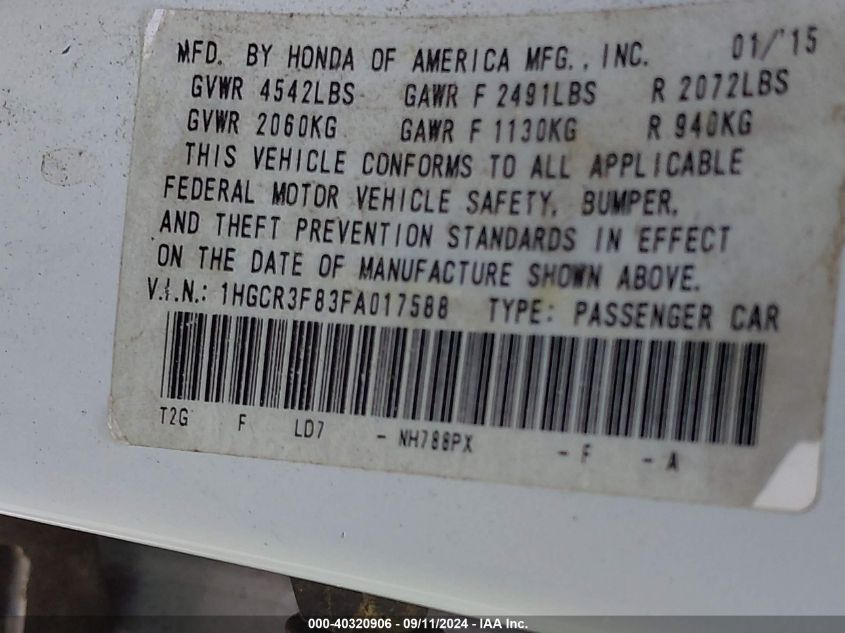 MFD. BY HONDA OF AMERICA MFG., INC. 01/'15
GVWR 4542LBS GAWR F 2491LBS R 2072LBS
GVWR 2060KG GAWR F 1130KG R 940KG
THIS VEHICLE CONFORMS TO ALL APPLICABLE
FEDERAL MOTOR VEHICLE SAFETY, BUMPER,
AND THEFT PREVENTION STANDARDS IN EFFECT
ON THE DATE OF MANUFACTURE SHOWN ABOVE.
V.I.N.: 1HGCR3F83FA017588 TYPE: PASSENGER CAR
T2G F LD7 - NH788PX - F - A
000-40320906 - 09/11/2024 - IAA Inc.